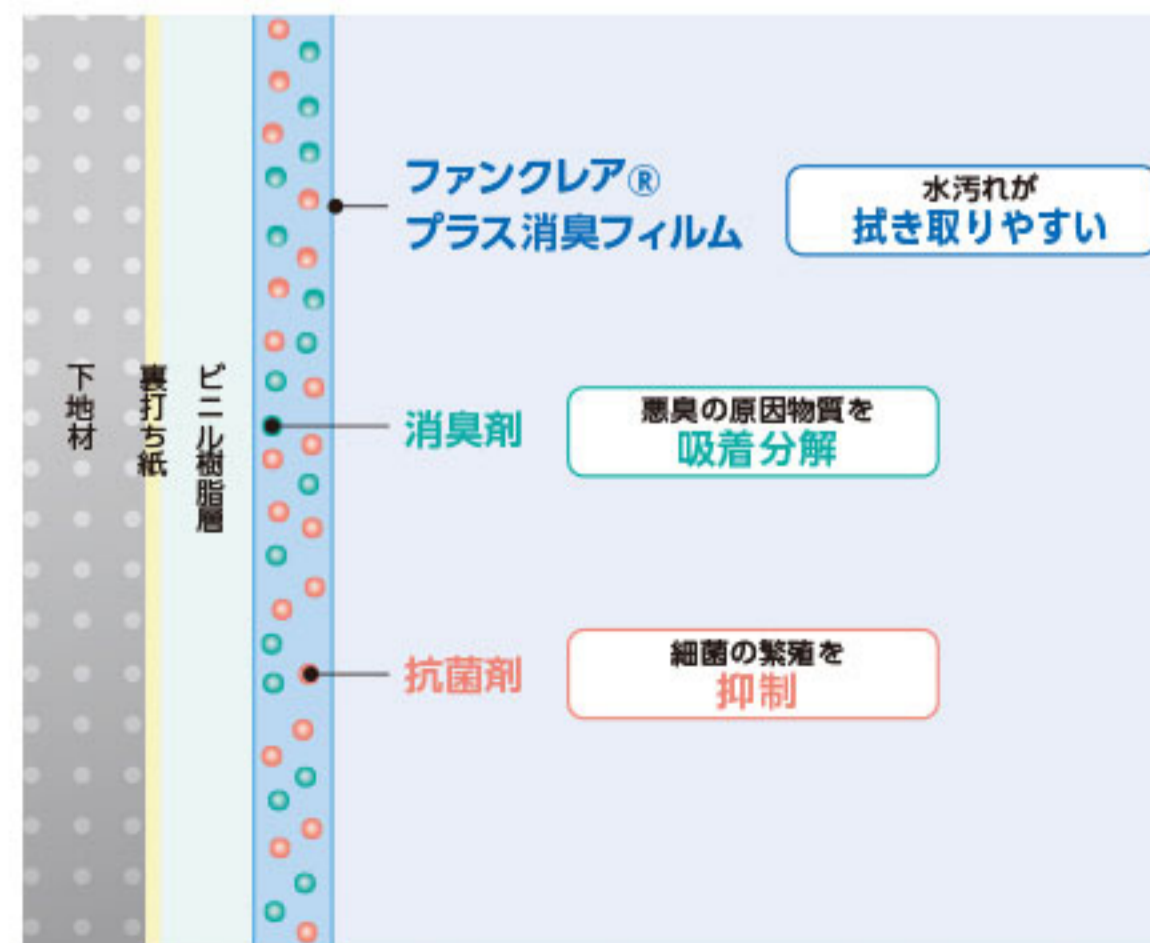 ファンクレア®
プラス消臭フィルム
水汚れが
拭き取りやすい
下地材
裏打ち紙
ビニル樹脂層
消臭剤
悪臭の原因物質を
吸着分解
抗菌剤
細菌の繁殖を
抑制